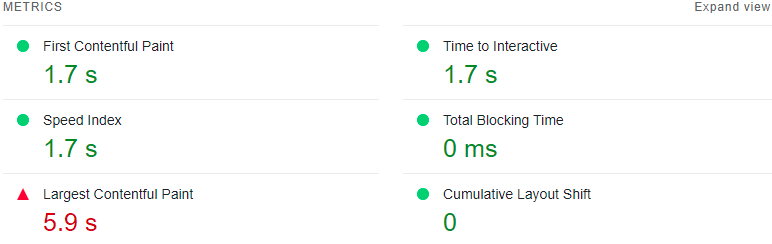 METRICS
Expand view
First Contentful Paint
1.7 s
Time to Interactive
1.7 s
Speed Index
1.7 s
Total Blocking Time
0 ms
Largest Contentful Paint
5.9 s
Cumulative Layout Shift
0